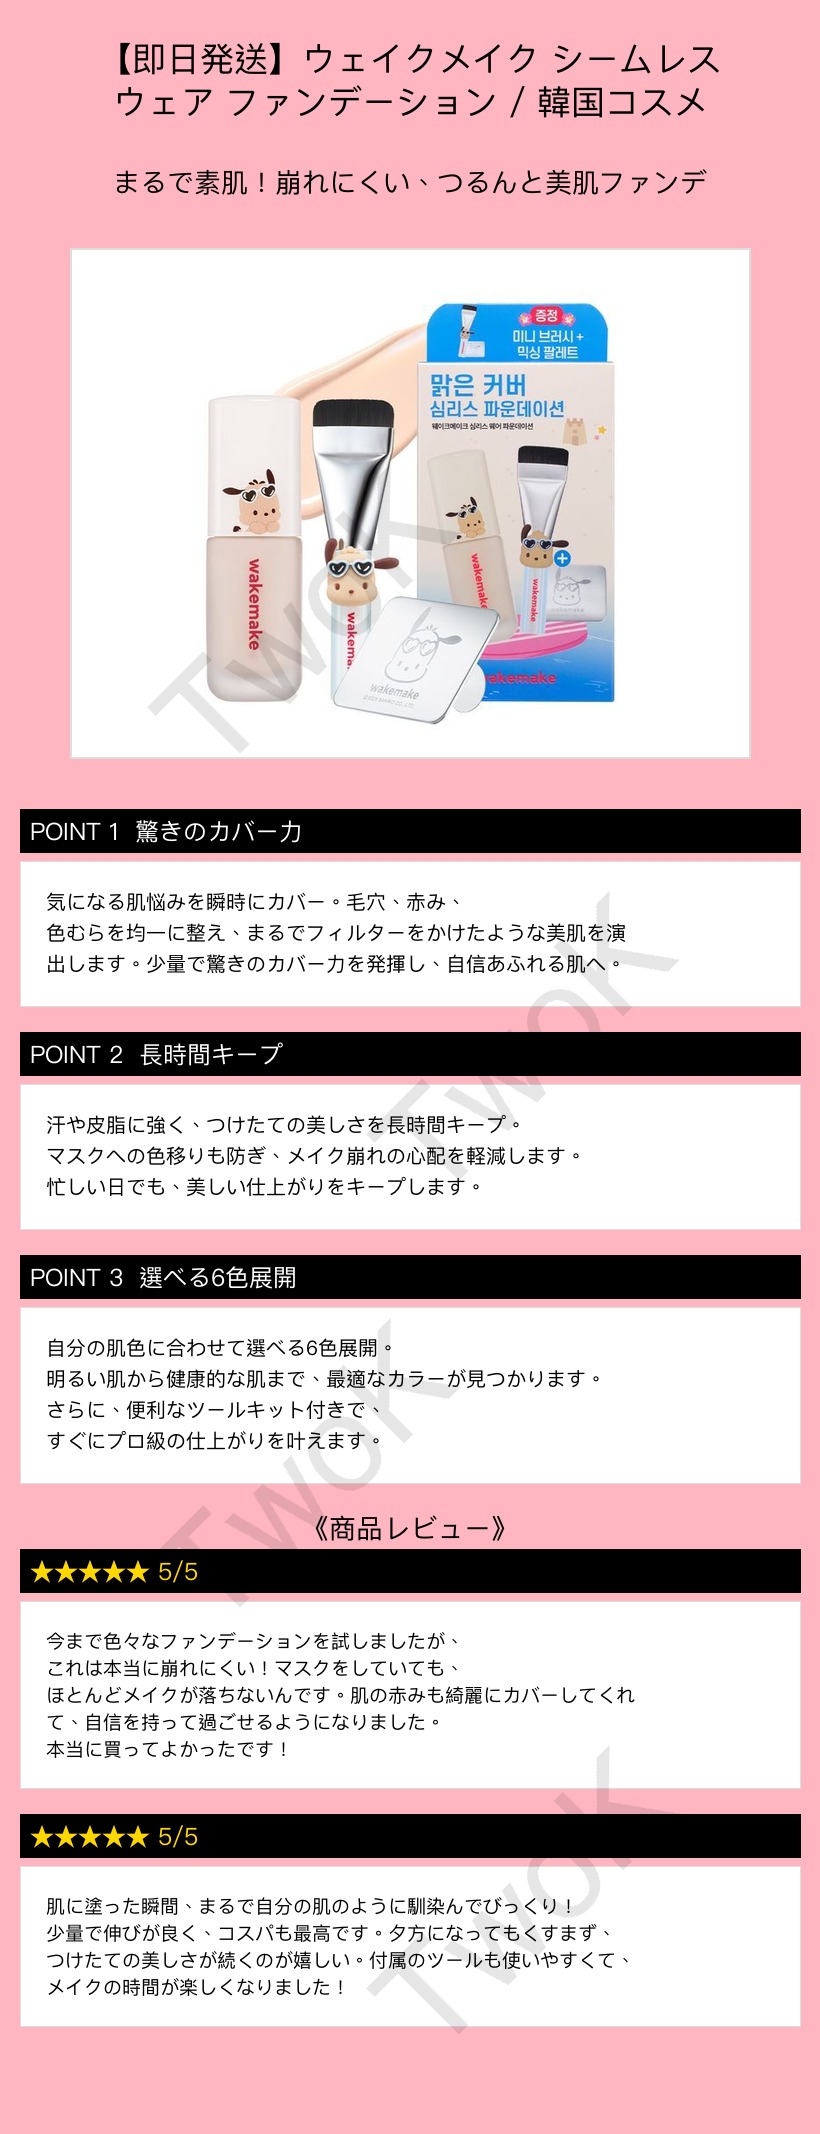 【即日発送】ウェイクメイク シームレス
ウェア ファンデーション / 韓国コスメ
まるで素肌！崩れにくい、つるんと美肌ファンデ
증정
미니 브러시 +
믹싱 팔레트
맑은 커버
심리스 파운데이션
웨이크메이크 심리스 웨어 파운데이션
wakemake
wakema
wakemake
wakemake
wakemake
wakemake
akemake
TwoK
POINT 1 驚きのカバー力
気になる肌悩みを瞬時にカバー。毛穴、赤み、
色むらを均一に整え、まるでフィルターをかけたような美肌を演
出します。少量で驚きのカバー力を発揮し、自信あふれる肌へ。
TwoK
POINT 2 長時間キープ
汗や皮脂に強く、つけたての美しさを長時間キープ。
マスクへの色移りも防ぎ、メイク崩れの心配を軽減します。
忙しい日でも、美しい仕上がりをキープします。
POINT 3 選べる6色展開
自分の肌色に合わせて選べる6色展開。
明るい肌から健康的な肌まで、最適なカラーが見つかります。
さらに、便利なツールキット付きで、
すぐにプロ級の仕上がりを叶えます。
TwoK
《商品レビュー》
★★★★★ 5/5
今まで色々なファンデーションを試しましたが、
これは本当に崩れにくい！マスクをしていても、
ほとんどメイクが落ちないんです。肌の赤みも綺麗にカバーしてくれ
て、自信を持って過ごせるようになりました。
本当に買ってよかったです！
★★★★★ 5/5
肌に塗った瞬間、まるで自分の肌のように馴染んでびっくり！
少量で伸びが良く、コスパも最高です。夕方になってもくすまず、
つけたての美しさが続くのが嬉しい。付属のツールも使いやすくて、
メイクの時間が楽しくなりました！
TwoK